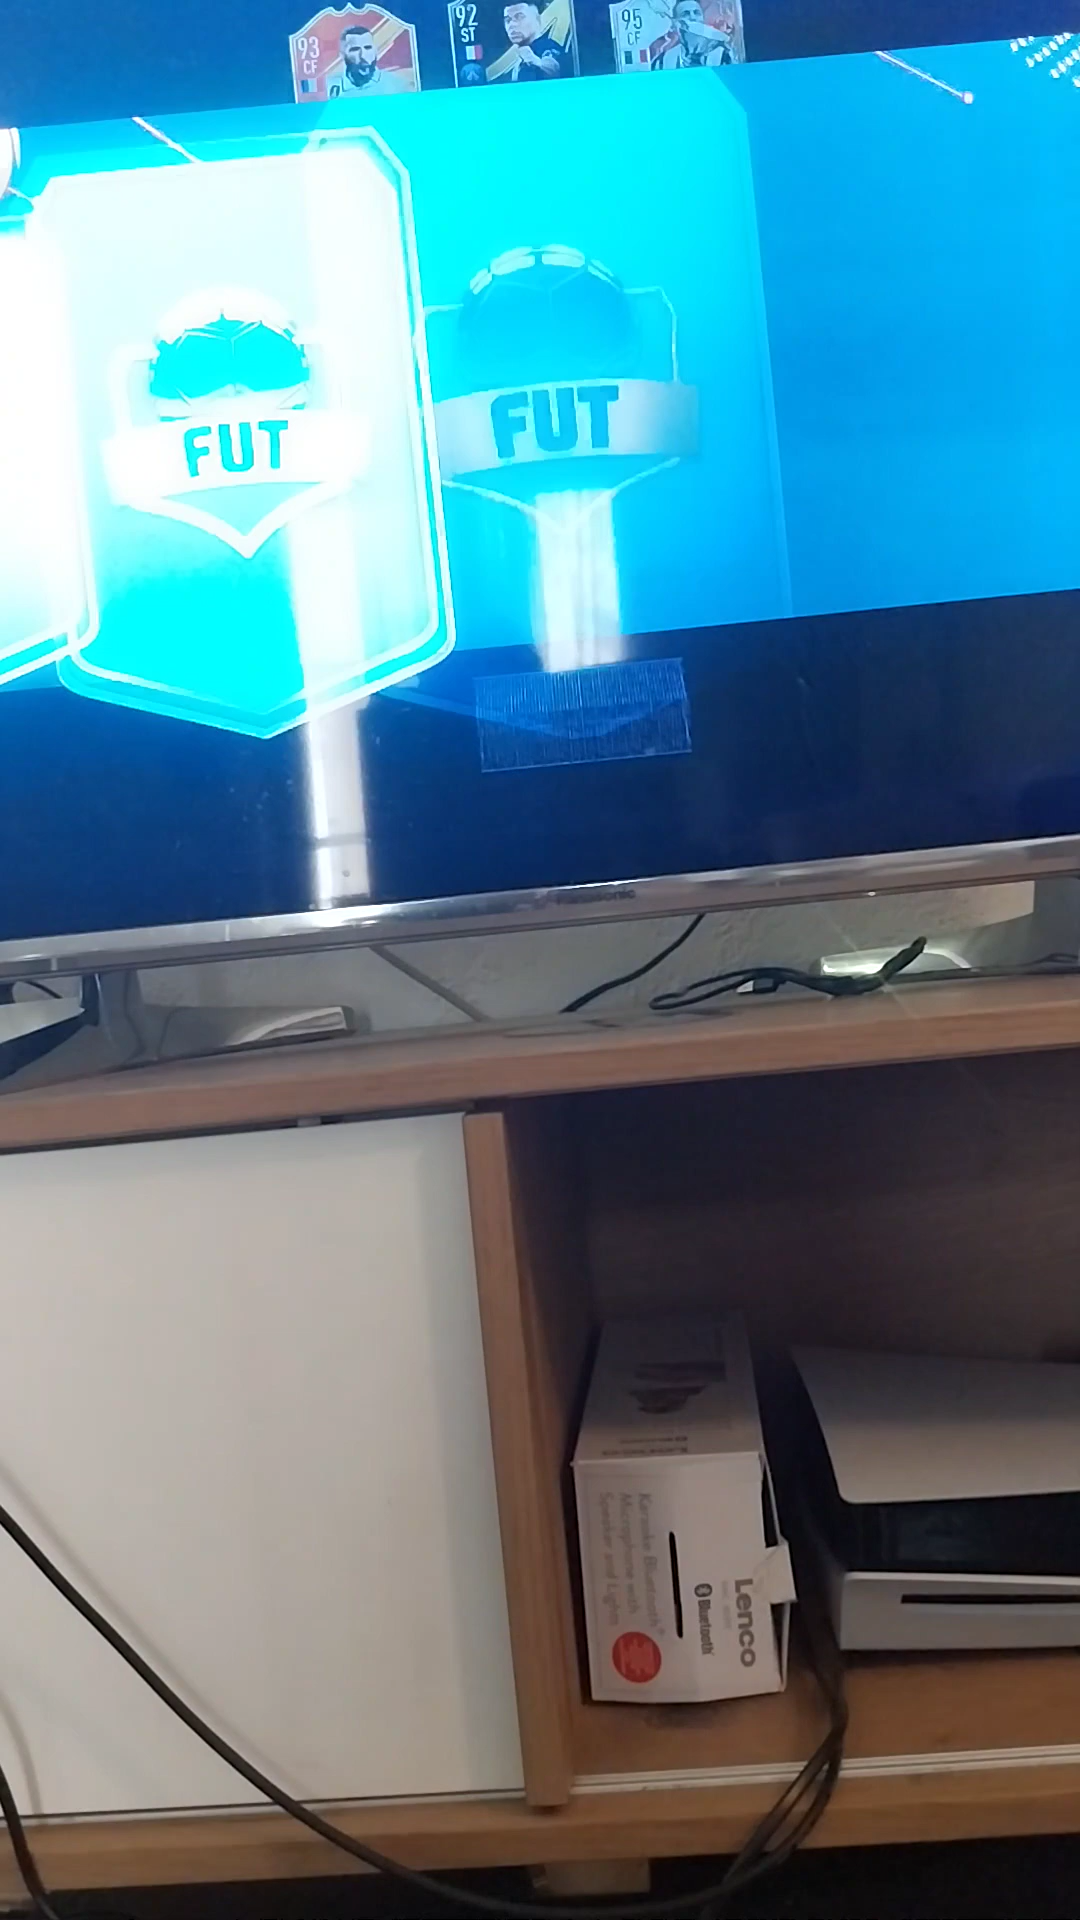 93
CF
92
ST
95
CF
FUT
FUT
Panasonic
Karaoke Bluetooth®
Microphone with
Speaker and Lights
Bluetooth
Lenco